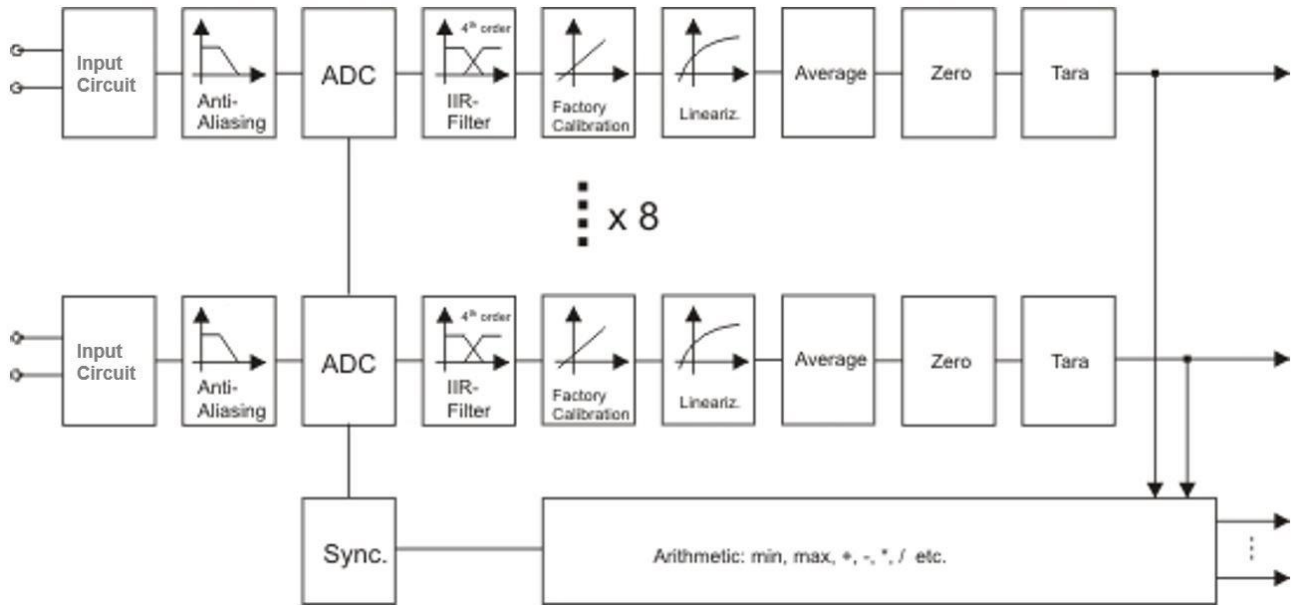 Input
Circuit
Anti-
Aliasing
ADC
4th order
IIR-
Filter
Factory
Calibration
Lineariz.
Average
Zero
Tara
x 8
Input
Circuit
Anti-
Aliasing
ADC
4th order
IIR-
Filter
Factory
Calibration
Lineariz.
Average
Zero
Tara
Sync.
Arithmetic: min, max, +, -, *, / etc.